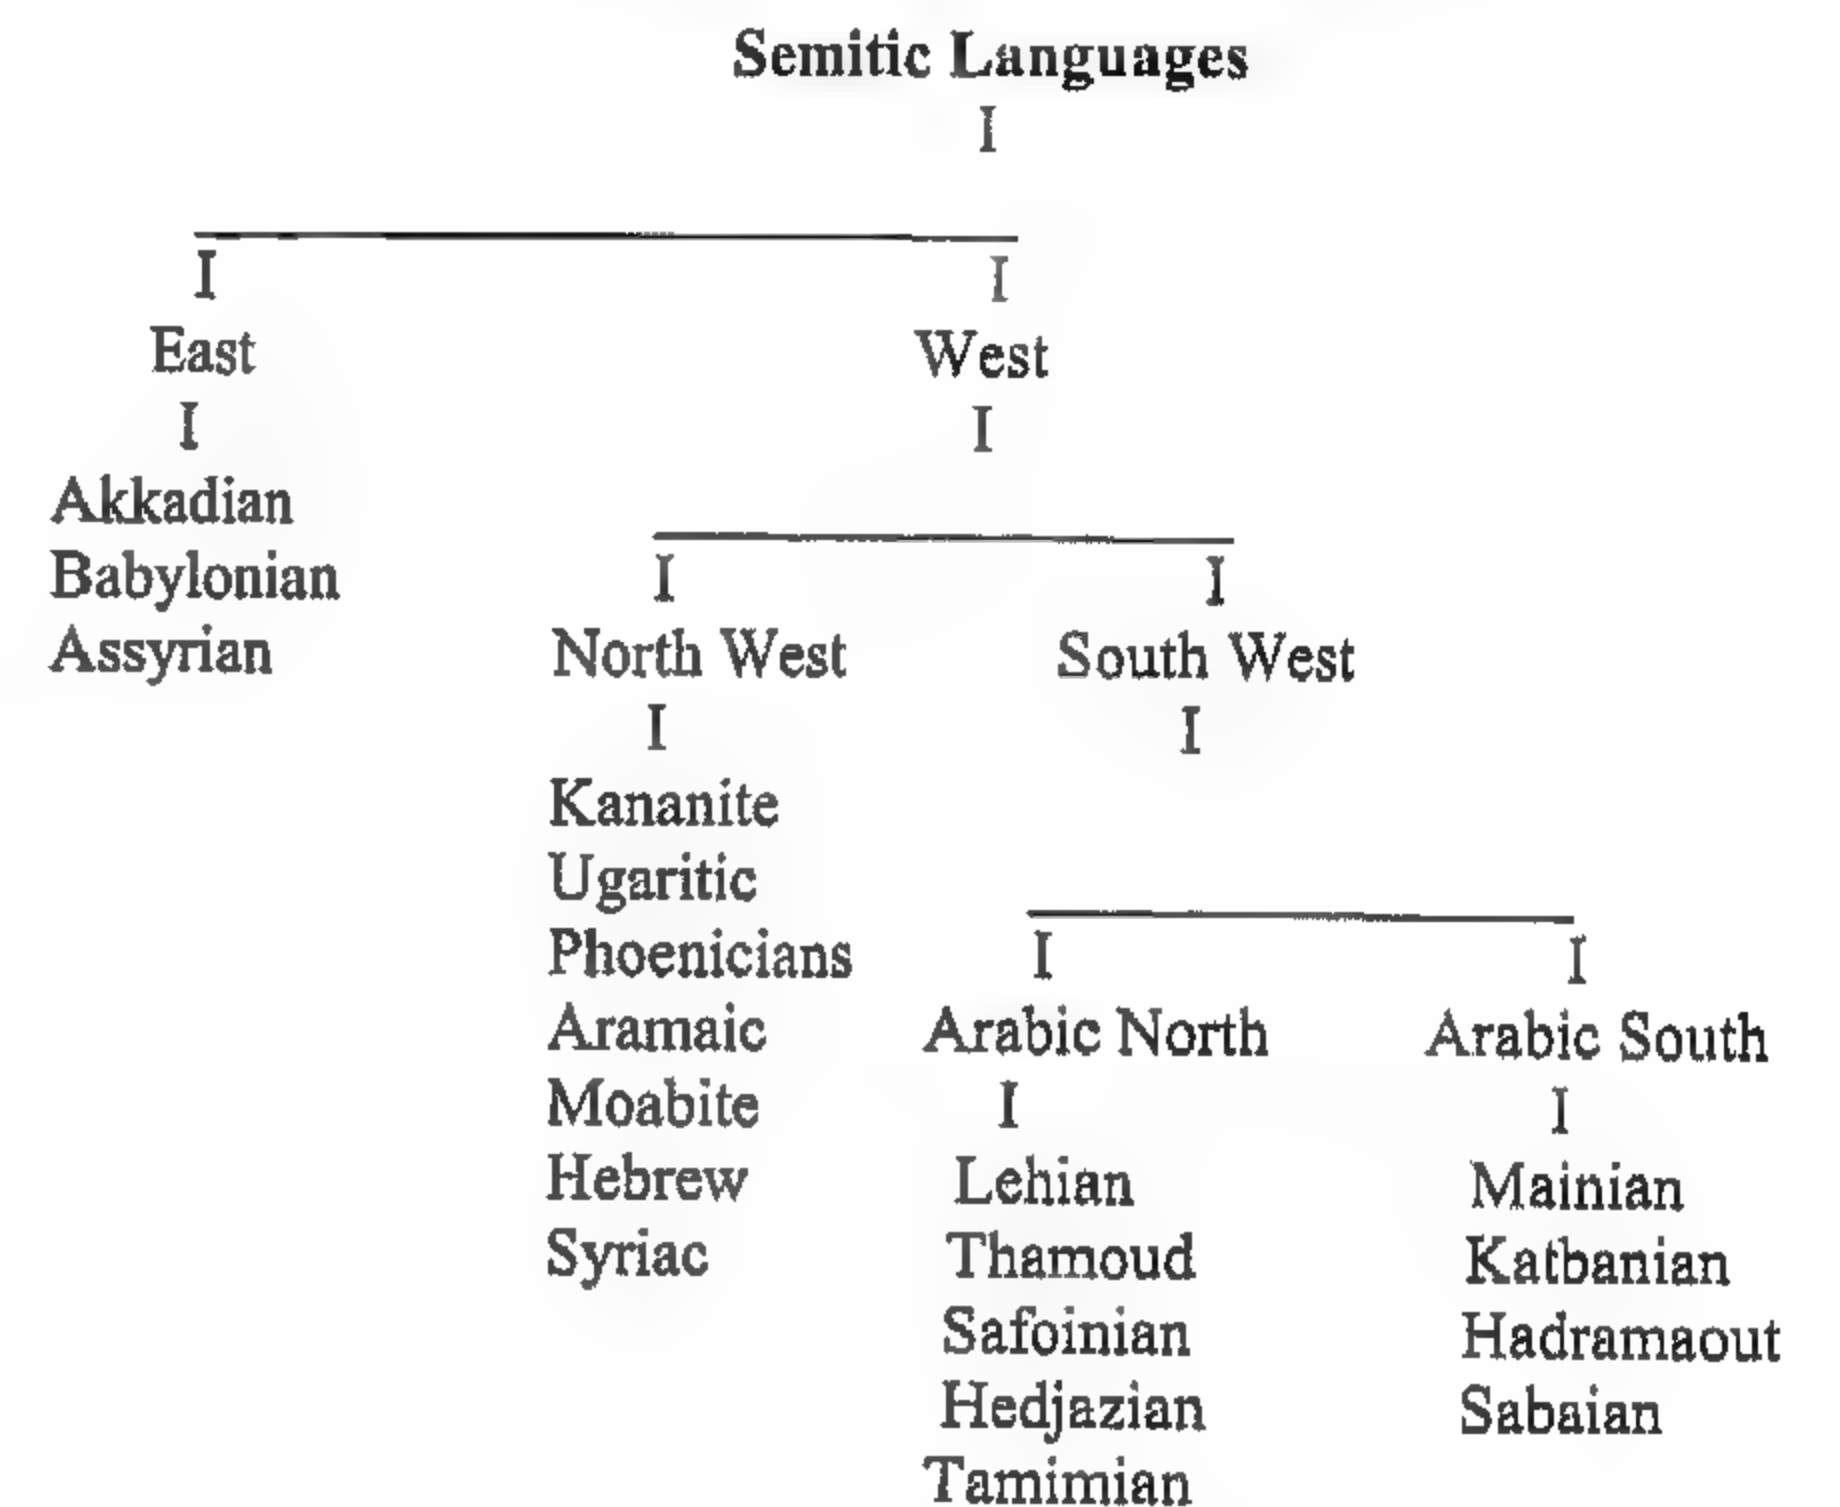 Semitic Languages
I
I I
East West
I I
Akkadian
Babylonian I I
Assyrian North West South West
I I
Kananite
Ugaritic
Phoenicians I I
Aramaic Arabic North Arabic South
Moabite I I
Hebrew Lehian Mainian
Syriac Thamoud Katbanian
Safoinian Hadramaout
Hedjazian Sabaian
Tamimian